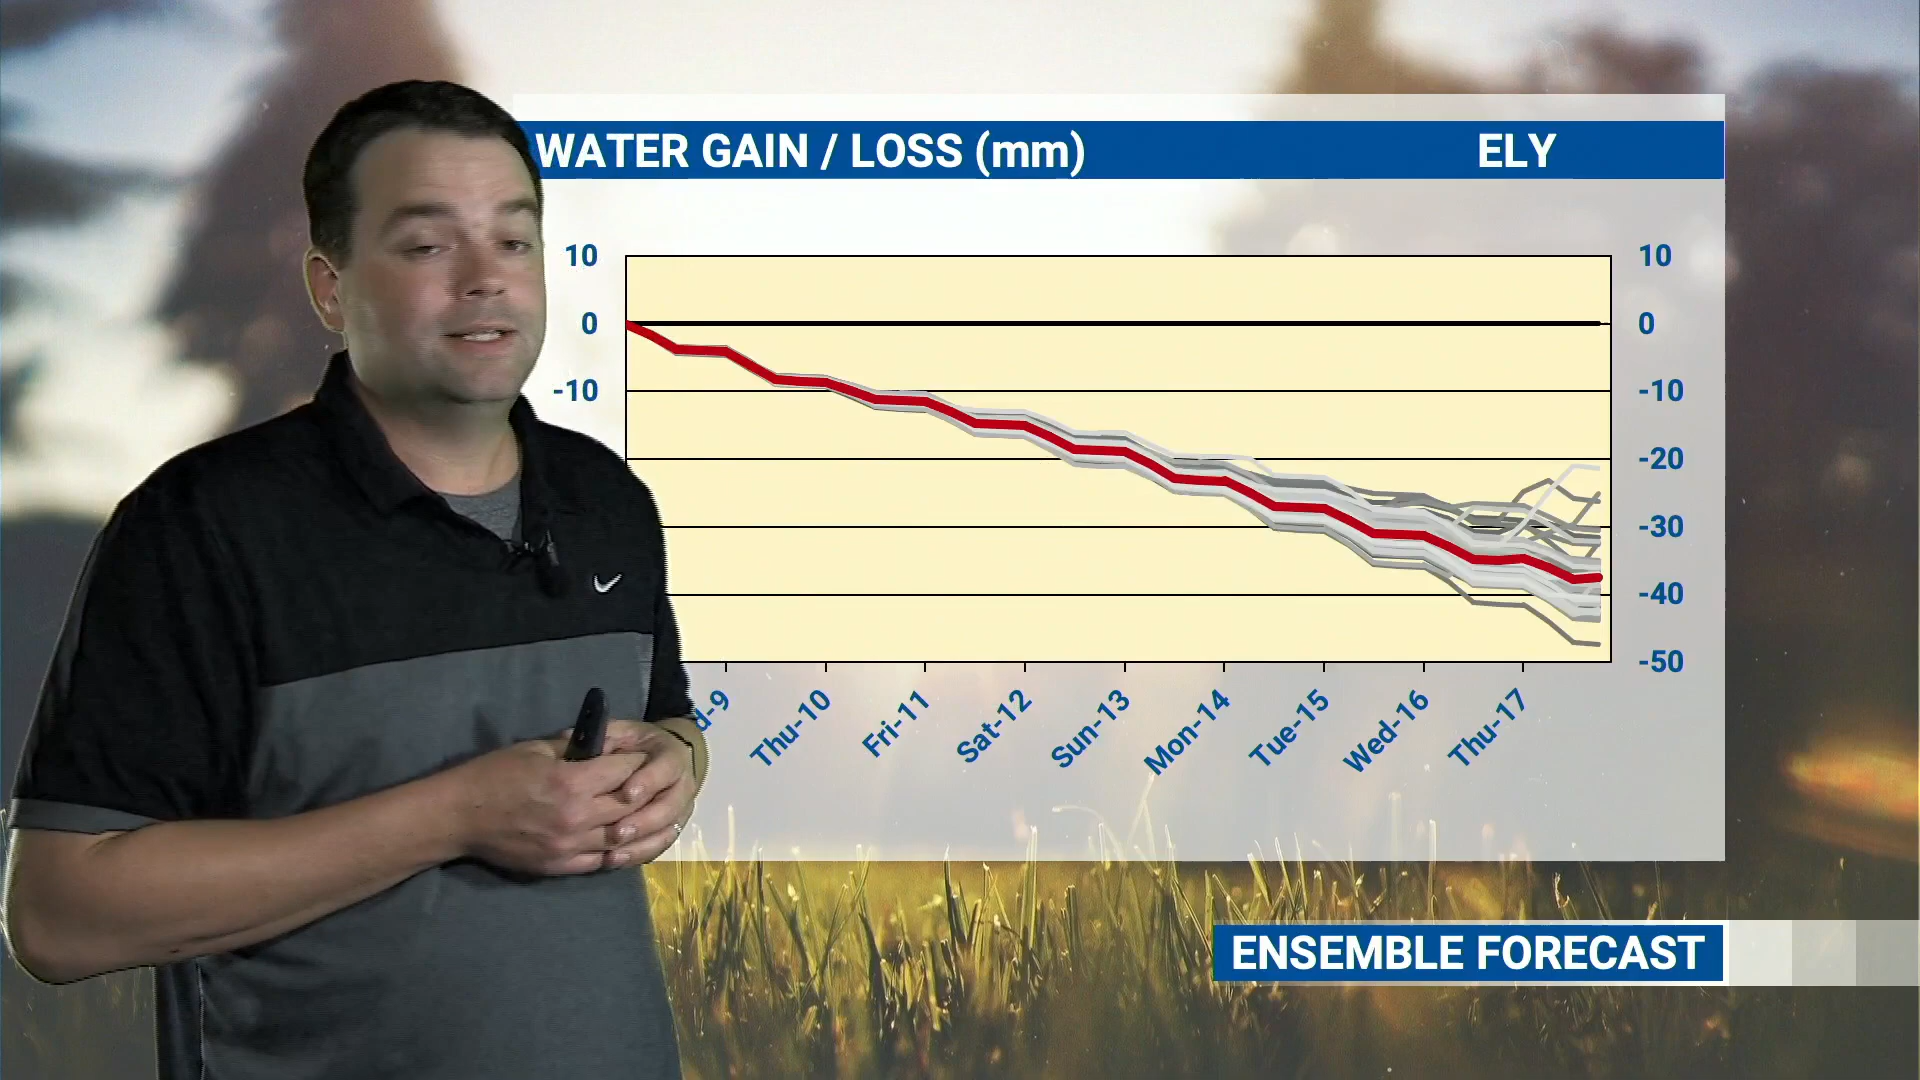 WATER GAIN / LOSS (mm) ELY
10 10
0 0
-10 -10
-20
-30
-40
-50
d-9 Thu-10 Fri-11 Sat-12 Sun-13 Mon-14 Tue-15 Wed-16 Thu-17
ENSEMBLE FORECAST